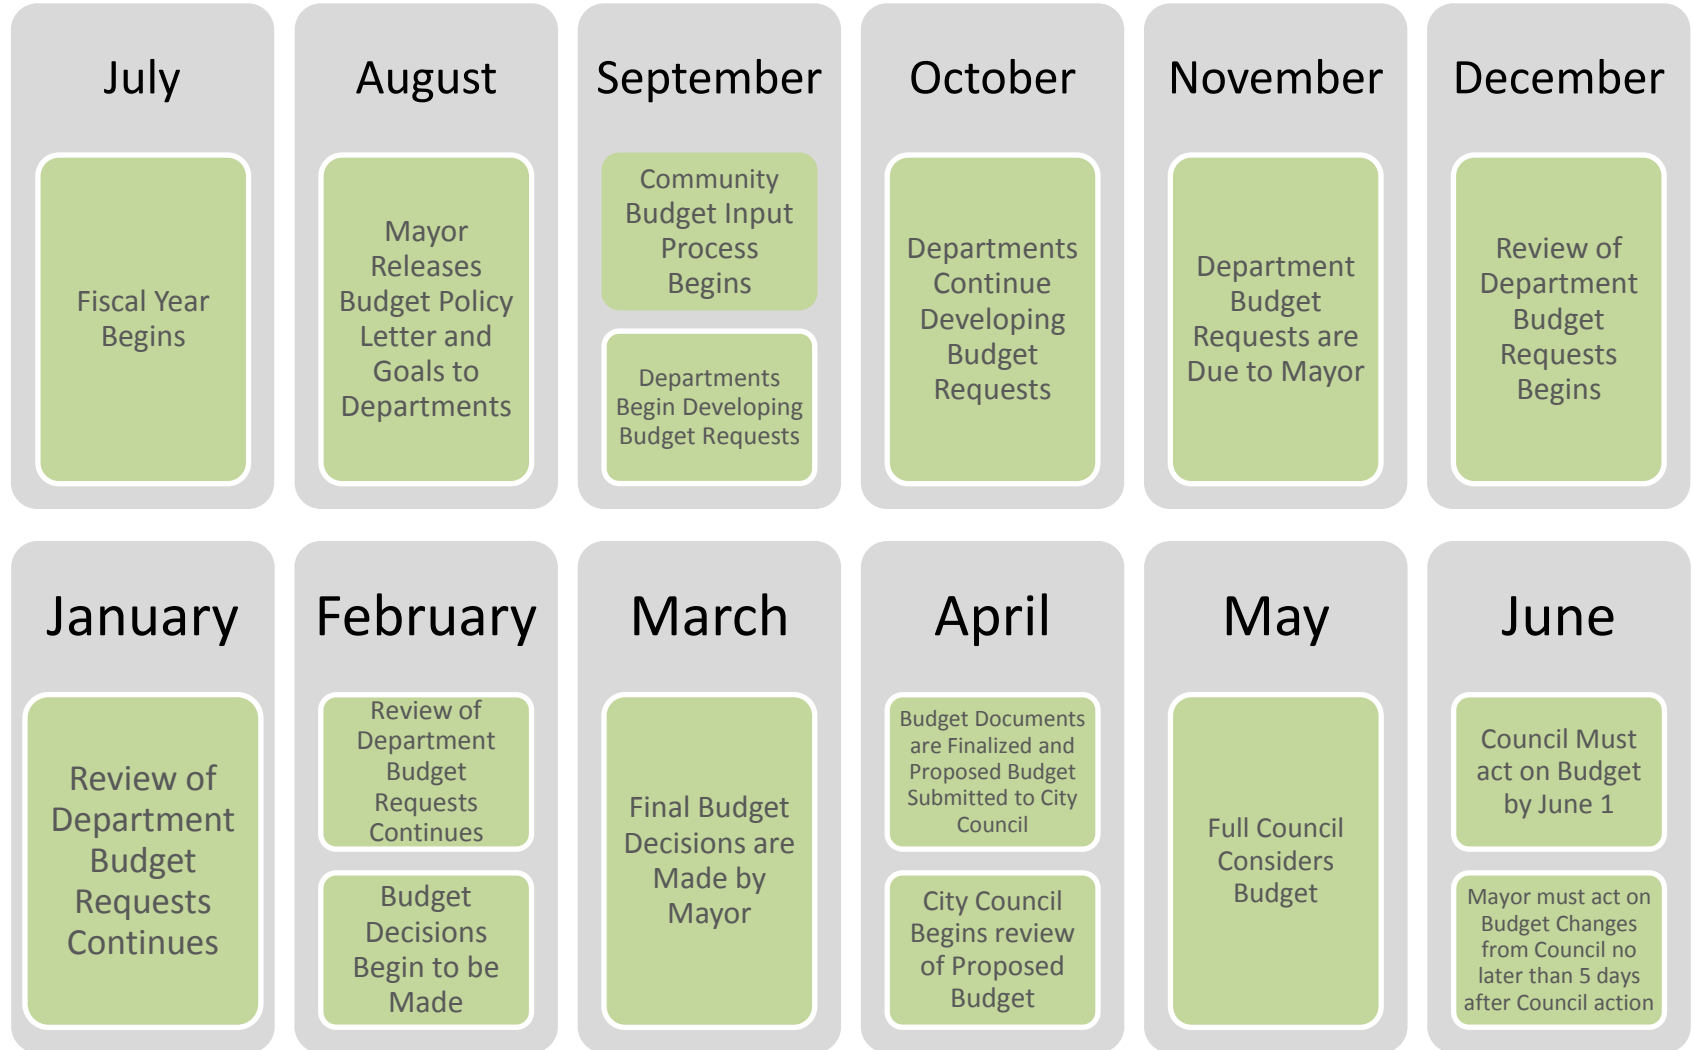 July
Fiscal Year
Begins
August
Mayor
Releases
Budget Policy
Letter and
Goals to
Departments
September
Community
Budget Input
Process
Begins
Departments
Begin Developing
Budget Requests
October
Departments
Continue
Developing
Budget
Requests
November
Department
Budget
Requests are
Due to Mayor
December
Review of
Department
Budget
Requests
Begins
January
Review of
Department
Budget
Requests
Continues
February
Review of
Department
Budget
Requests
Continues
Budget
Decisions
Begin to be
Made
March
Final Budget
Decisions are
Made by
Mayor
April
Budget Documents
are Finalized and
Proposed Budget
Submitted to City
Council
City Council
Begins review
of Proposed
Budget
May
Full Council
Considers
Budget
June
Council Must
act on Budget
by June 1
Mayor must act on
Budget Changes
from Council no
later than 5 days
after Council action